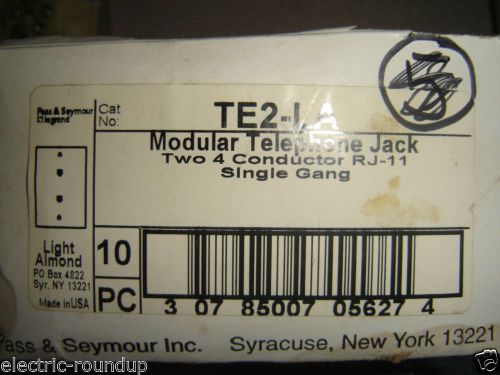 Pass & Seymour
legrand
Cat
No:
TE2-LA
Modular Telephone Jack
Two 4 Conductor RJ-11
Single Gang
Light
Almond
PO Box 4822
Syr. NY 13221
Made in USA
10
PC
3 07 85007 05627 4
Pass & Seymour Inc. Syracuse, New York 13221
electric-roundup